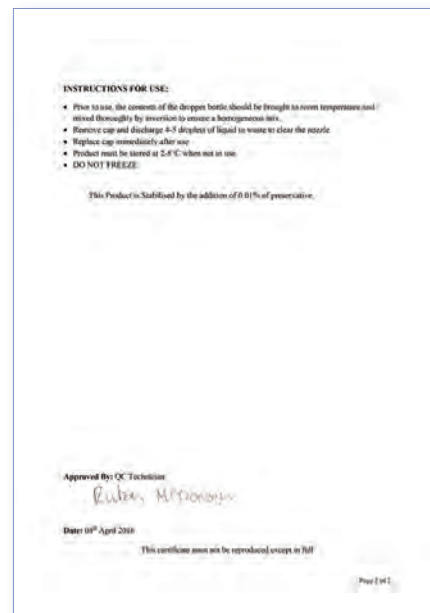 INSTRUCTIONS FOR USE:
• Prior to use, the contents of the dropper bottle should be brought to room temperature and
mixed thoroughly by inversion to ensure a homogeneous mix.
• Remove cap and discharge 4-5 droplets of liquid to waste to clear the nozzle
• Replace cap immediately after use
• Product must be stored at 2-8°C when not in use.
• DO NOT FREEZE
This Product is Stabilised by the addition of 0.01% of preservative.
Approved By: QC Technician
Date: 08th April 2016
This certificate must not be reproduced except in full
Page 2 of 2